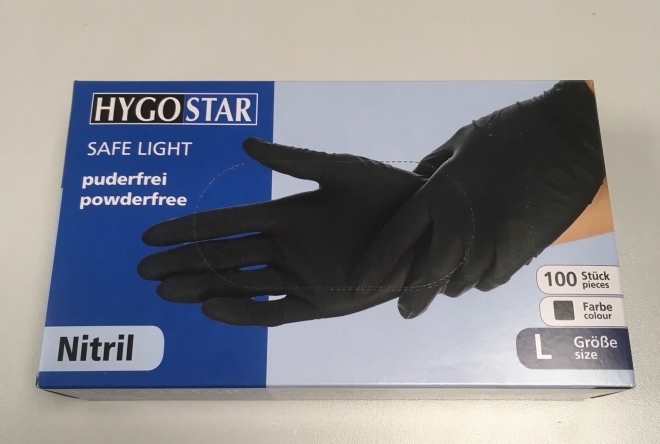 HYGOSTAR
SAFE LIGHT
puderfrei
powderfree
Nitril
100 Stück
pieces
Farbe
colour
L Größe
size